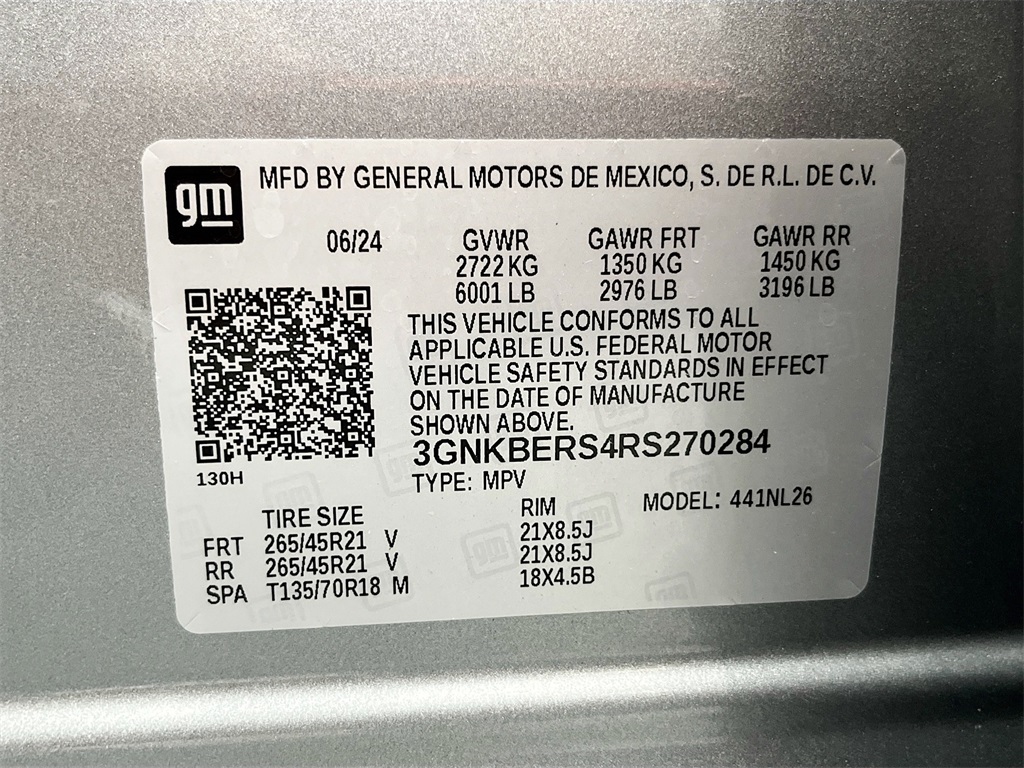 gm
MFD BY GENERAL MOTORS DE MEXICO, S. DE R.L. DE C.V.
06/24 GVWR GAWR FRT GAWR RR
2722 KG 1350 KG 1450 KG
6001 LB 2976 LB 3196 LB
THIS VEHICLE CONFORMS TO ALL
APPLICABLE U.S. FEDERAL MOTOR
VEHICLE SAFETY STANDARDS IN EFFECT
ON THE DATE OF MANUFACTURE
SHOWN ABOVE.
3GNKBERS4RS270284
130H
TYPE: MPV MODEL: 441NL26
TIRE SIZE RIM
FRT 265/45R21 V 21X8.5J
RR 265/45R21 V 21X8.5J
SPA T135/70R18 M 18X4.5B